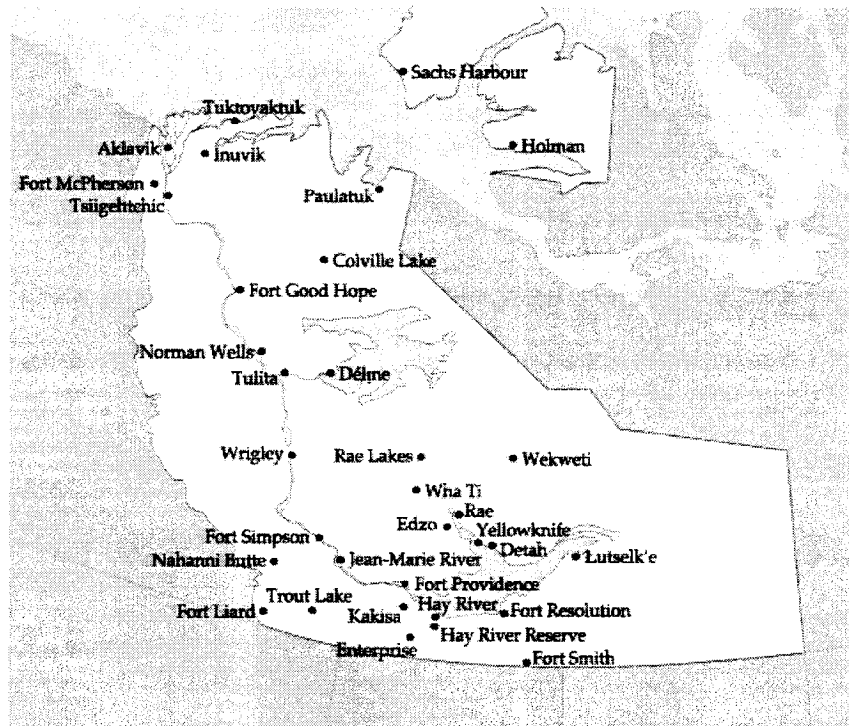 Sachs Harbour
Tuktoyaktuk
Aklavik
Inuvik
Holman
Fort McPherson
Tsiigehtchic
Paulatuk
Colville Lake
Fort Good Hope
Norman Wells
Tulita
Délįne
Wrigley
Rae Lakes
Wekweti
Wha Ti
Rae
Edzo
Yellowknife
Fort Simpson
Detah
Nahanni Butte
Jean-Marie River
Lutselk'e
Fort Providence
Trout Lake
Hay River
Fort Liard
Kakisa
Fort Resolution
Hay River Reserve
Enterprise
Fort Smith